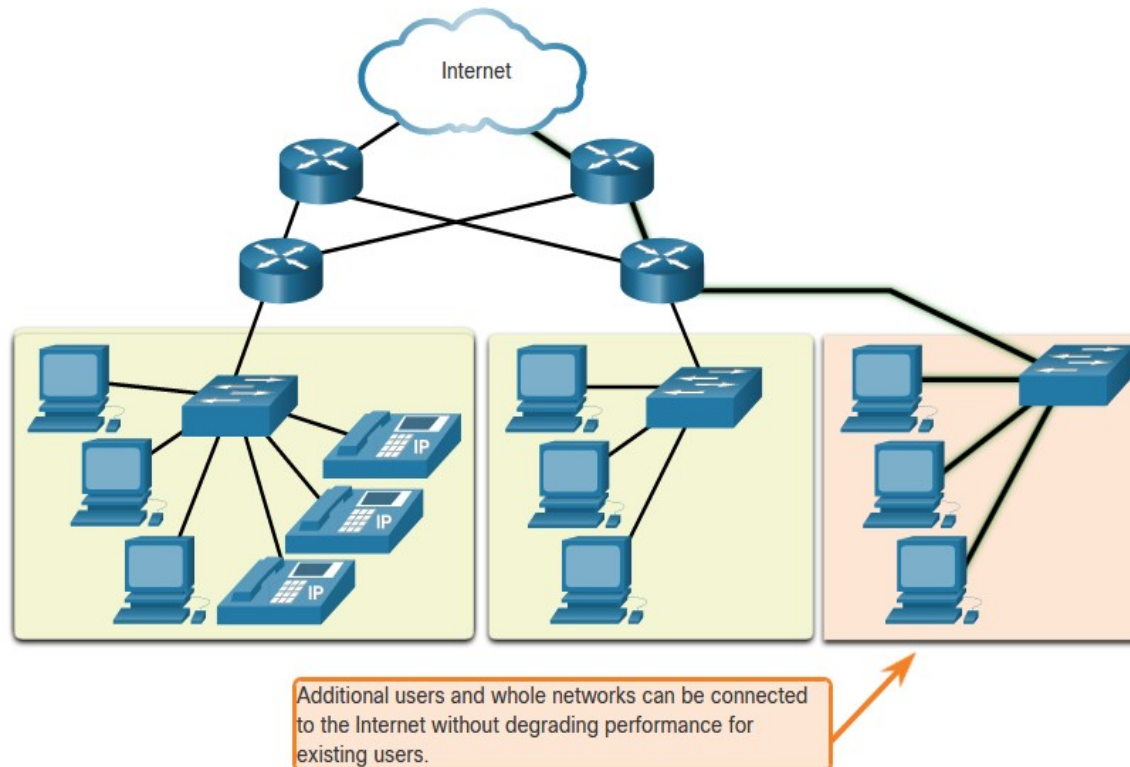 Internet
IP
IP
IP
Additional users and whole networks can be connected
to the Internet without degrading performance for
existing users.